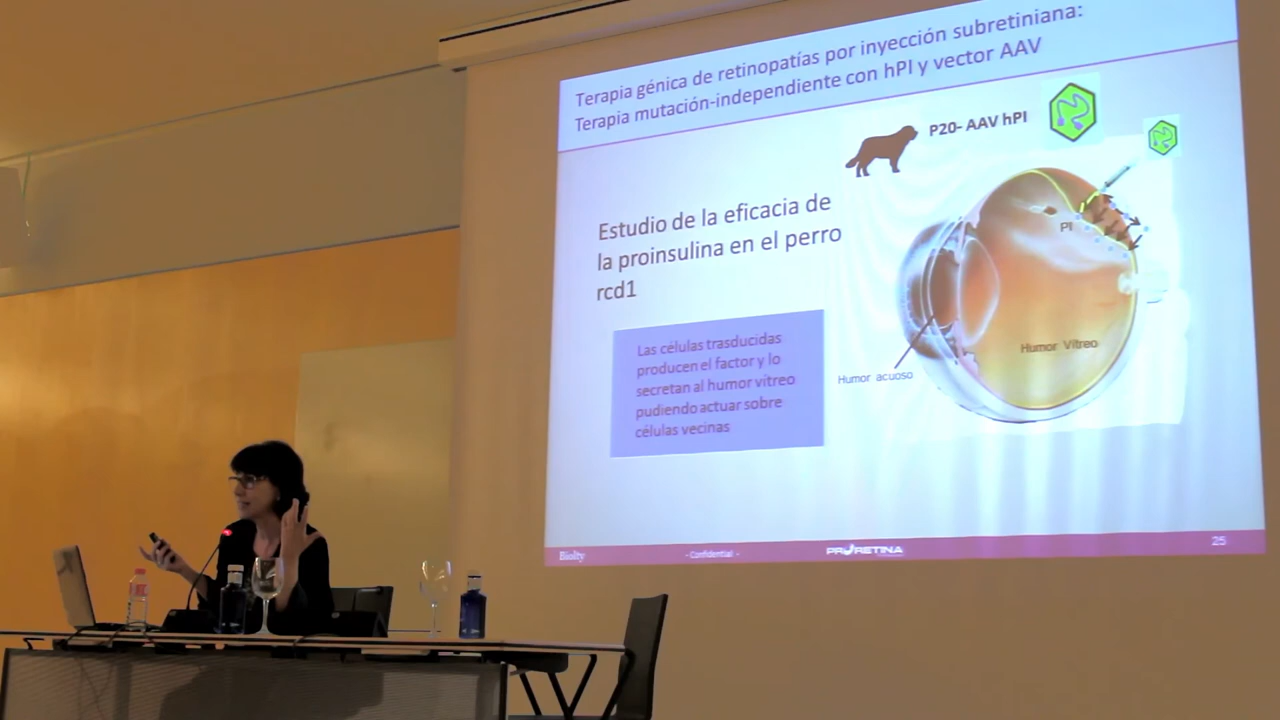 Terapia génica de retinopatías por inyección subretiniana:
Terapia mutación-independiente con hPI y vector AAV
P20- AAV hPI
Estudio de la eficacia de
la proinsulina en el perro
rcd1
PI
Las células trasducidas
producen el factor y lo
secretan al humor vítreo
pudiendo actuar sobre
células vecinas
Humor Vítreo
Humor acuoso
- Confidential -
PRORETINA
25